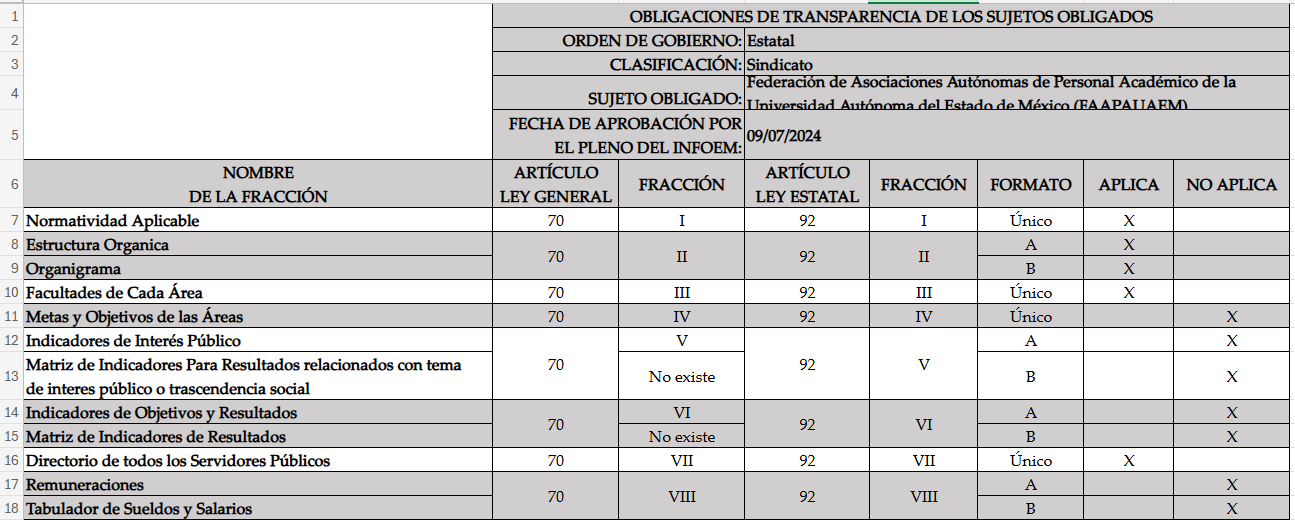 1 OBLIGACIONES DE TRANSPARENCIA DE LOS SUJETOS OBLIGADOS
2 ORDEN DE GOBIERNO: Estatal
3 CLASIFICACIÓN: Sindicato
4 SUJETO OBLIGADO: Federación de Asociaciones Autónomas de Personal Académico de la
Universidad Autónoma del Estado de México (FAAPAUAEM)
5 FECHA DE APROBACIÓN POR
EL PLENO DEL INFOEM: 09/07/2024
6 NOMBRE
DE LA FRACCIÓN
ARTÍCULO
LEY GENERAL
FRACCIÓN
ARTÍCULO
LEY ESTATAL
FRACCIÓN
FORMATO
APLICA
NO APLICA
7 Normatividad Aplicable 70 I 92 I Único X
8 Estructura Organica 70 II 92 II A X
9 Organigrama B X
10 Facultades de Cada Área 70 III 92 III Único X
11 Metas y Objetivos de las Áreas 70 IV 92 IV Único X
12 Indicadores de Interés Público 70 V 92 V A X
13 Matriz de Indicadores Para Resultados relacionados con tema
de interes público o trascendencia social No existe B X
14 Indicadores de Objetivos y Resultados 70 VI 92 VI A X
15 Matriz de Indicadores de Resultados No existe B X
16 Directorio de todos los Servidores Públicos 70 VII 92 VII Único X
17 Remuneraciones 70 VIII 92 VIII A X
18 Tabulador de Sueldos y Salarios B X